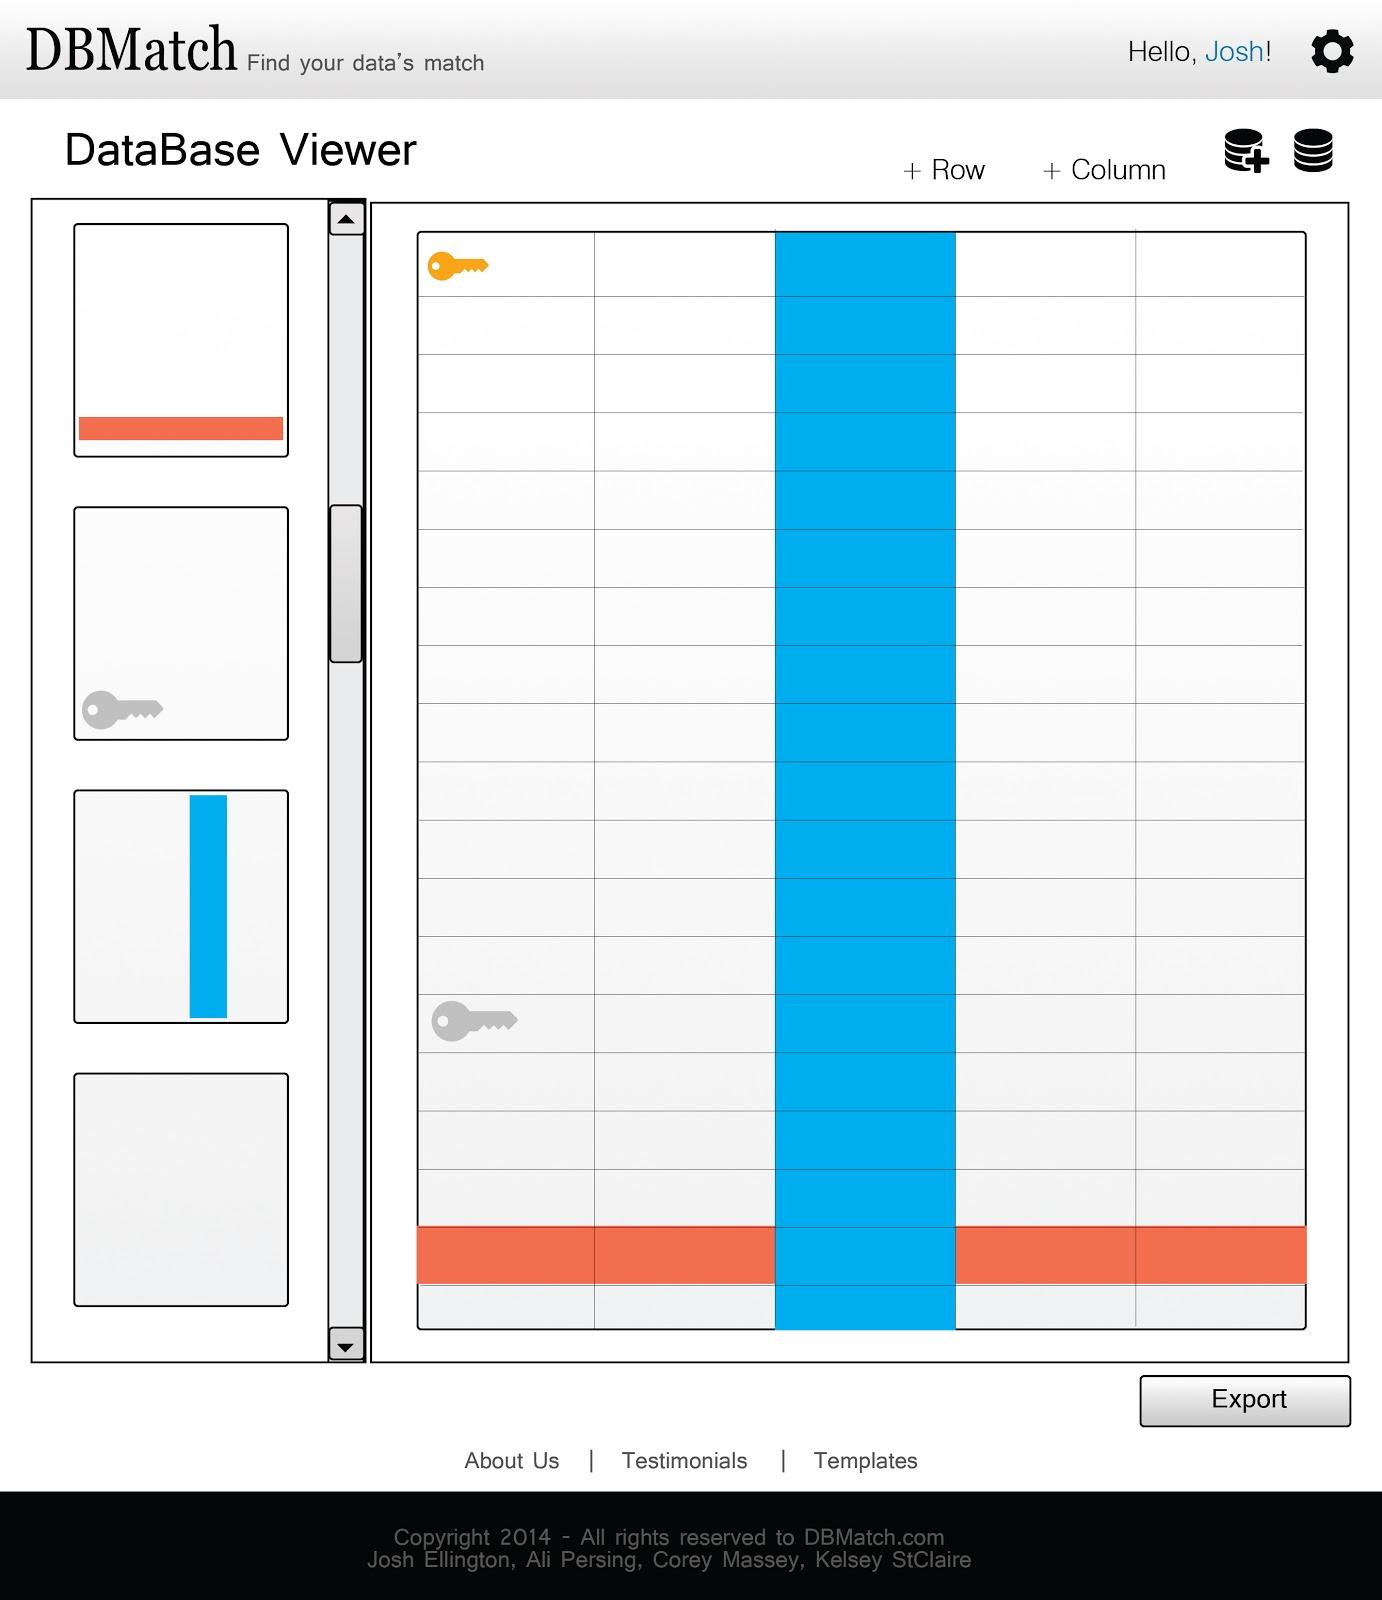 DBMatch Find your data's match
Hello, Josh!
DataBase Viewer
+ Row
+ Column
Export
About Us | Testimonials | Templates
Copyright 2014 - All rights reserved to DBMatch.com
Josh Ellington, Ali Persing, Corey Massey, Kelsey StClaire